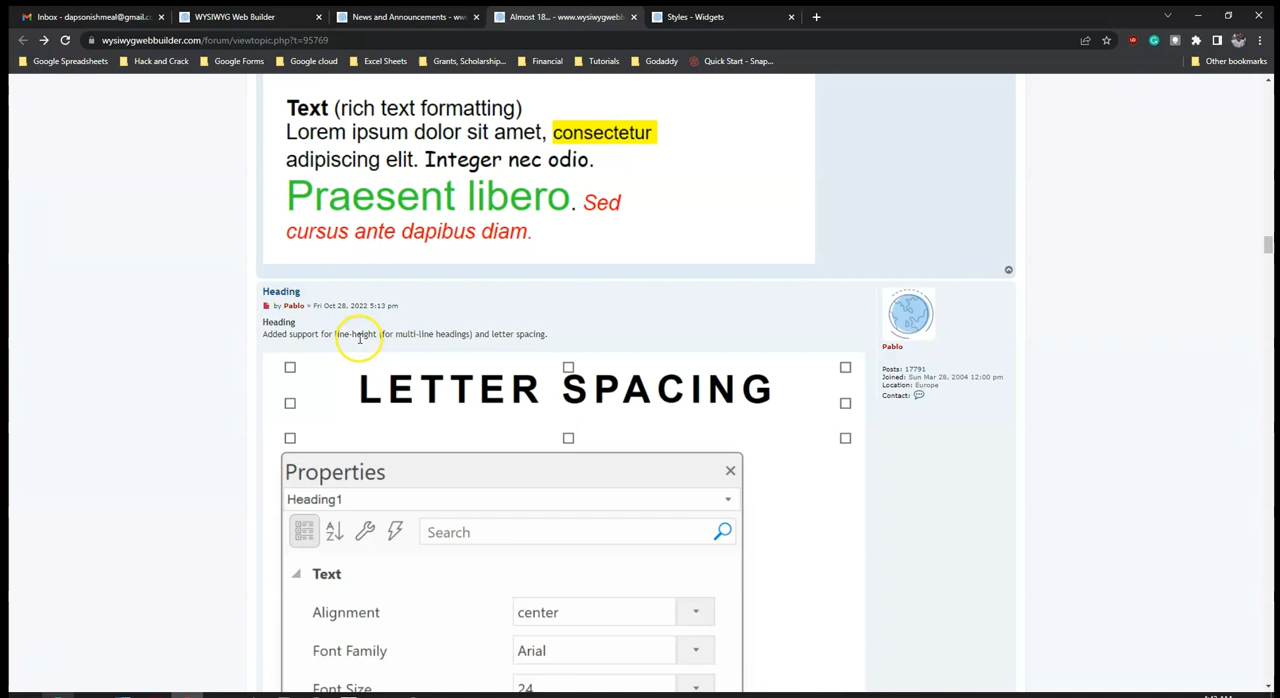 Inbox - dapsonishmeal@gmail.c
WYSIWYG Web Builder
News and Announcements - ww
Almost 18... - www.wysiwygwebb
Styles - Widgets
wysiwygwebbuilder.com/forum/viewtopic.php?t=95769
Google Spreadsheets
Hack and Crack
Google Forms
Google cloud
Excel Sheets
Grants, Scholarship...
Financial
Tutorials
Godaddy
Quick Start - Snap...
Other bookmarks
Text (rich text formatting)
Lorem ipsum dolor sit amet, consectetur
adipiscing elit. Integer nec odio.
Praesent libero. Sed
cursus ante dapibus diam.
Heading
by Pablo » Fri Oct 28, 2022 5:13 pm
Heading
Added support for line-height (for multi-line headings) and letter spacing.
Pablo
Posts: 17791
Joined: Sun Mar 28, 2004 12:00 pm
Location: Europe
Contact:
LETTER SPACING
Properties
Heading1
Search
Text
Alignment
center
Font Family
Arial
Font Size
24